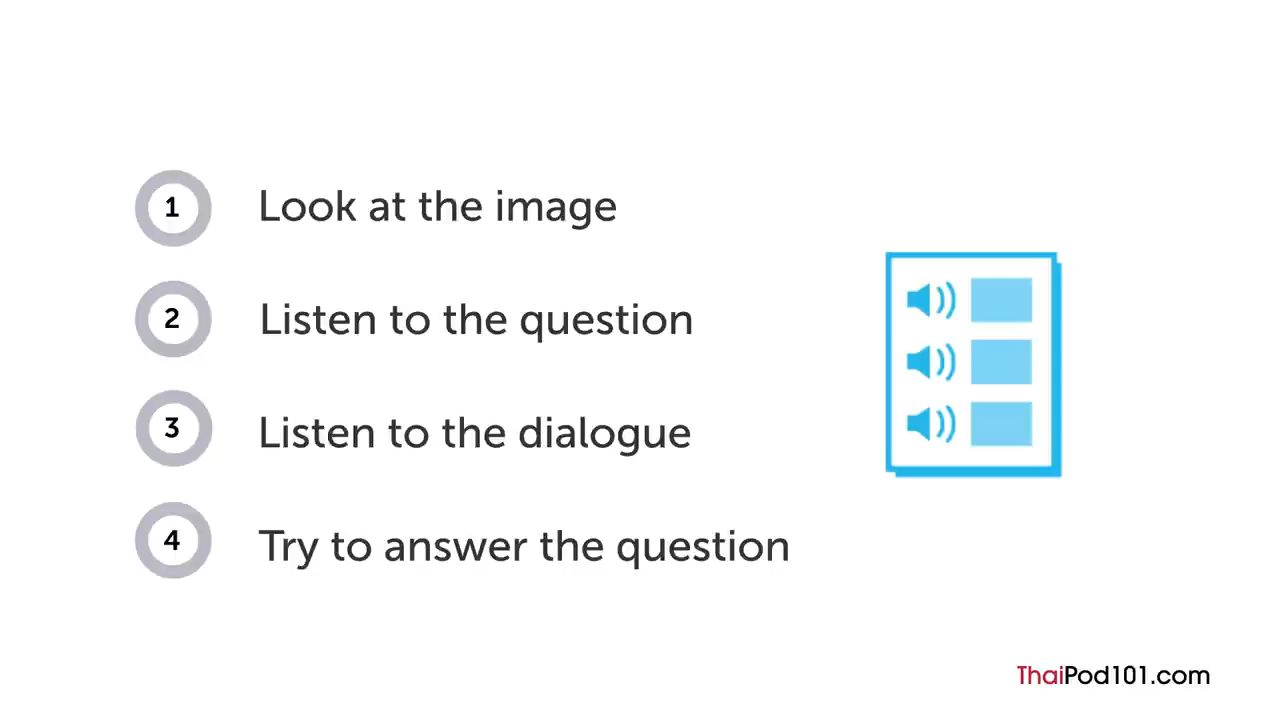 1 Look at the image
2 Listen to the question
3 Listen to the dialogue
4 Try to answer the question
ThaiPod101.com